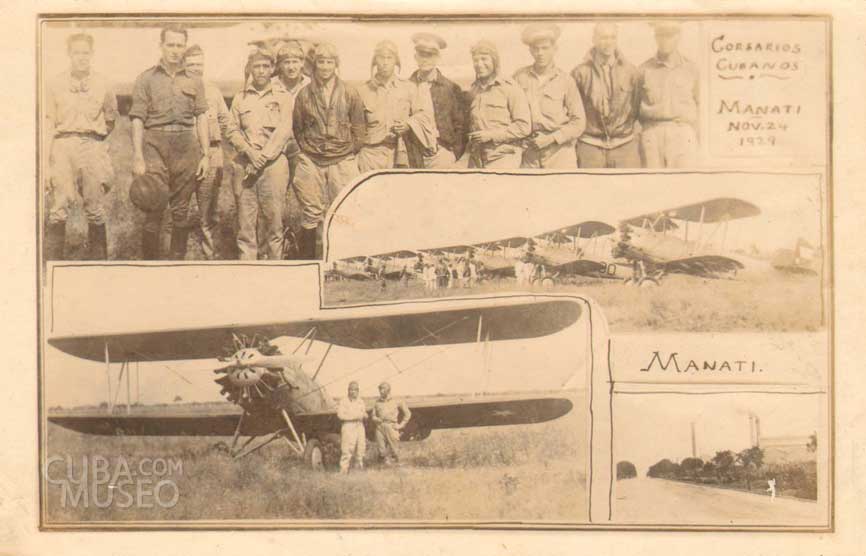 CORSARIOS
CUBANOS
MANATI
NOV. 24
1929
MANATI.
CUBA.COM
MUSEO